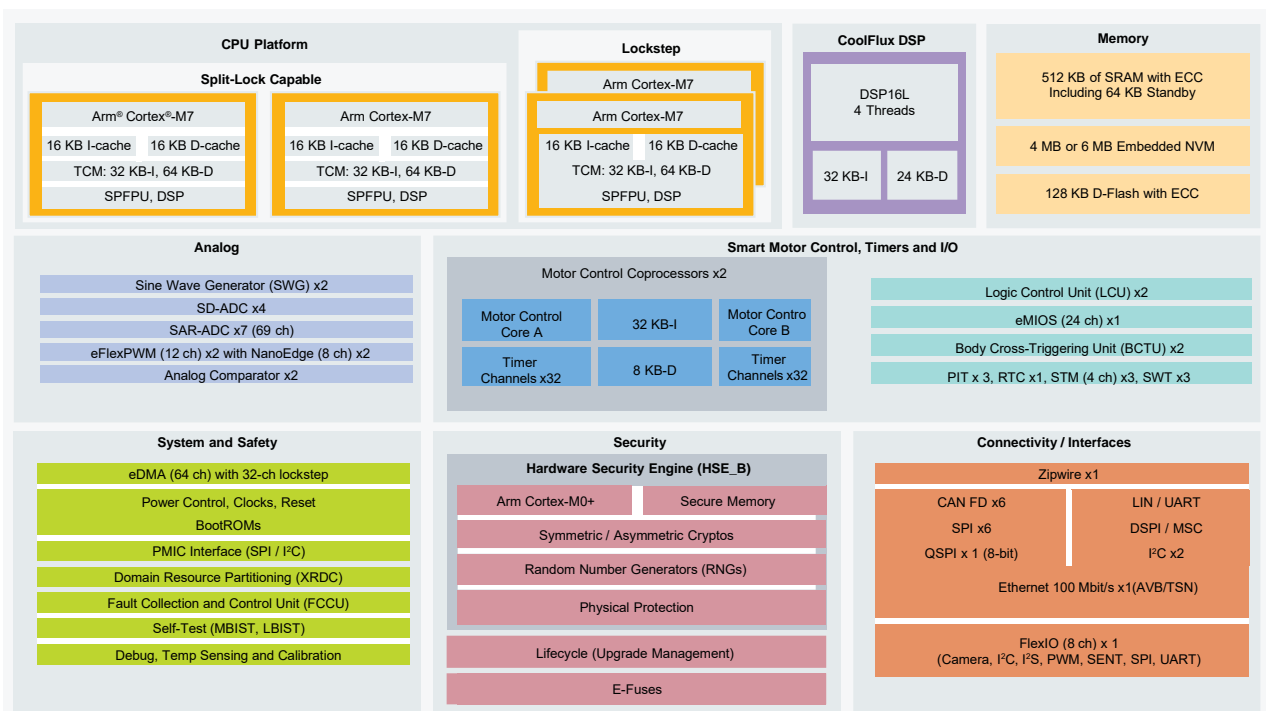 CPU Platform
Split-Lock Capable
Arm® Cortex®-M7
16 KB I-cache
16 KB D-cache
TCM: 32 KB-I, 64 KB-D
SPFPU, DSP
Arm Cortex-M7
16 KB I-cache
16 KB D-cache
TCM: 32 KB-I, 64 KB-D
SPFPU, DSP
Lockstep
Arm Cortex-M7
Arm Cortex-M7
16 KB I-cache
16 KB D-cache
TCM: 32 KB-I, 64 KB-D
SPFPU, DSP
CoolFlux DSP
DSP16L
4 Threads
32 KB-I
24 KB-D
Memory
512 KB of SRAM with ECC
Including 64 KB Standby
4 MB or 6 MB Embedded NVM
128 KB D-Flash with ECC
Analog
Sine Wave Generator (SWG) x2
SD-ADC x4
SAR-ADC x7 (69 ch)
eFlexPWM (12 ch) x2 with NanoEdge (8 ch) x2
Analog Comparator x2
Smart Motor Control, Timers and I/O
Motor Control Coprocessors x2
Motor Control
Core A
32 KB-I
Motor Contro
Core B
Timer
Channels x32
8 KB-D
Timer
Channels x32
Logic Control Unit (LCU) x2
eMIOS (24 ch) x1
Body Cross-Triggering Unit (BCTU) x2
PIT x 3, RTC x1, STM (4 ch) x3, SWT x3
System and Safety
eDMA (64 ch) with 32-ch lockstep
Power Control, Clocks, Reset
BootROMs
PMIC Interface (SPI / I²C)
Domain Resource Partitioning (XRDC)
Fault Collection and Control Unit (FCCU)
Self-Test (MBIST, LBIST)
Debug, Temp Sensing and Calibration
Security
Hardware Security Engine (HSE_B)
Arm Cortex-M0+
Secure Memory
Symmetric / Asymmetric Cryptos
Random Number Generators (RNGs)
Physical Protection
Lifecycle (Upgrade Management)
E-Fuses
Connectivity / Interfaces
Zipwire x1
CAN FD x6
LIN / UART
SPI x6
DSPI / MSC
QSPI x 1 (8-bit)
I²C x2
Ethernet 100 Mbit/s x1(AVB/TSN)
FlexIO (8 ch) x 1
(Camera, I²C, I²S, PWM, SENT, SPI, UART)